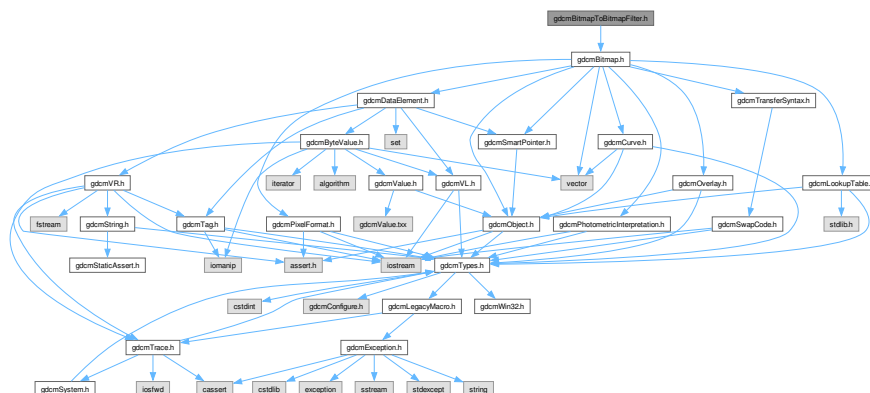 gdcmBitmapToBitmapFilter.h
gdcmBitmap.h
gdcmDataElement.h
gdcmTransferSyntax.h
gdcmByteValue.h
set
gdcmSmartPointer.h
gdcmCurve.h
gdcmVR.h
iterator
algorithm
gdcmValue.h
gdcmVL.h
vector
gdcmOverlay.h
gdcmLookupTable.
fstream
gdcmString.h
gdcmTag.h
gdcmPixelFormat.h
gdcmValue.txx
gdcmObject.h
gdcmPhotometricInterpretation.h
gdcmSwapCode.h
stdlib.h
gdcmStaticAssert.h
iomanip
assert.h
iostream
gdcmTypes.h
cstdint
gdcmConfigure.h
gdcmLegacyMacro.h
gdcmWin32.h
gdcmTrace.h
gdcmException.h
gdcmSystem.h
iosfwd
cassert
cstdlib
exception
sstream
stdexcept
string